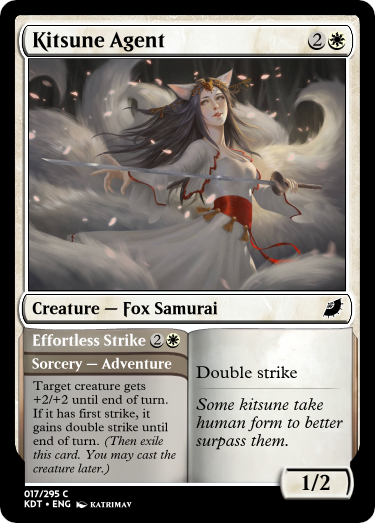 Kitsune Agent 2
Creature — Fox Samurai
Effortless Strike 2
Sorcery — Adventure
Target creature gets
+2/+2 until end of turn.
If it has first strike, it
gains double strike until
end of turn. (Then exile
this card. You may cast the
creature later.)
Double strike
Some kitsune take
human form to better
surpass them.
1/2
017/295 C
KDT • ENG KATRIMAV